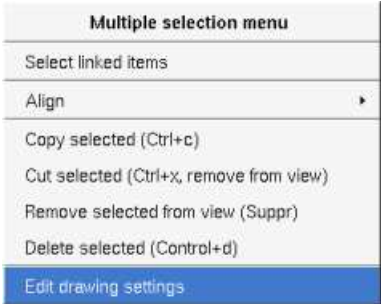 Multiple selection menu
Select linked items
Align
Copy selected (Ctrl+c)
Cut selected (Ctrl+x, remove from view)
Remove selected from view (Suppr)
Delete selected (Control+d)
Edit drawing settings